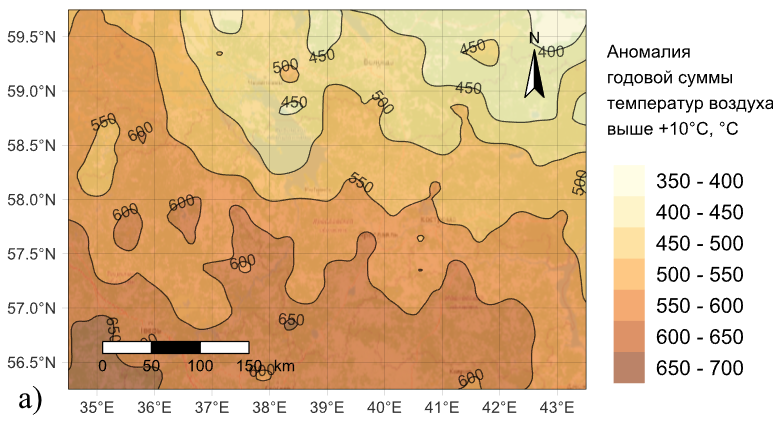 59.5°N
59.0°N
58.5°N
58.0°N
57.5°N
57.0°N
56.5°N
N
400
450
450
450
500
450
500
550
600
550
500
600
600
600
650
650
600
600
0 50 100 150 km
35°E 36°E 37°E 38°E 39°E 40°E 41°E 42°E 43°E
а)
Аномалия
годовой суммы
температур воздуха
выше +10°C, °C
350 - 400
400 - 450
450 - 500
500 - 550
550 - 600
600 - 650
650 - 700